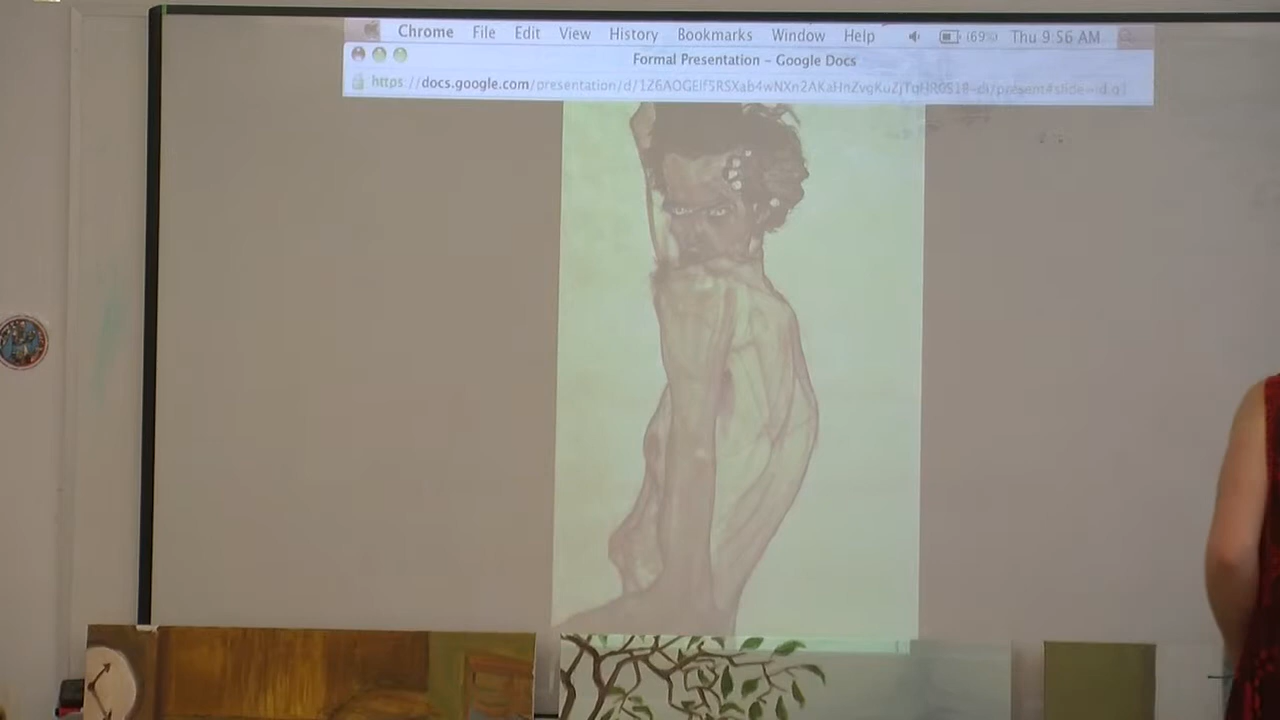 Chrome File Edit View History Bookmarks Window Help (69%) Thu 9:56 AM
Formal Presentation – Google Docs
https://docs.google.com/presentation/d/